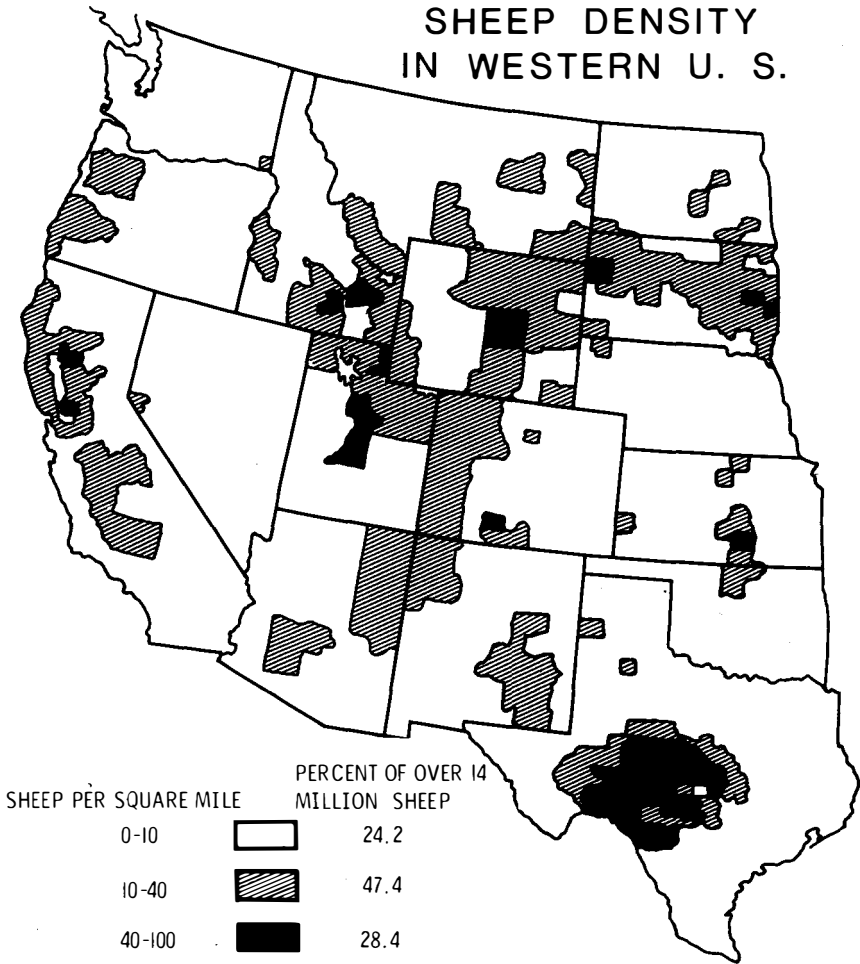 SHEEP DENSITY
IN WESTERN U. S.
PERCENT OF OVER 14
SHEEP PER SQUARE MILE MILLION SHEEP
0-10 24.2
10-40 47.4
40-100 28.4